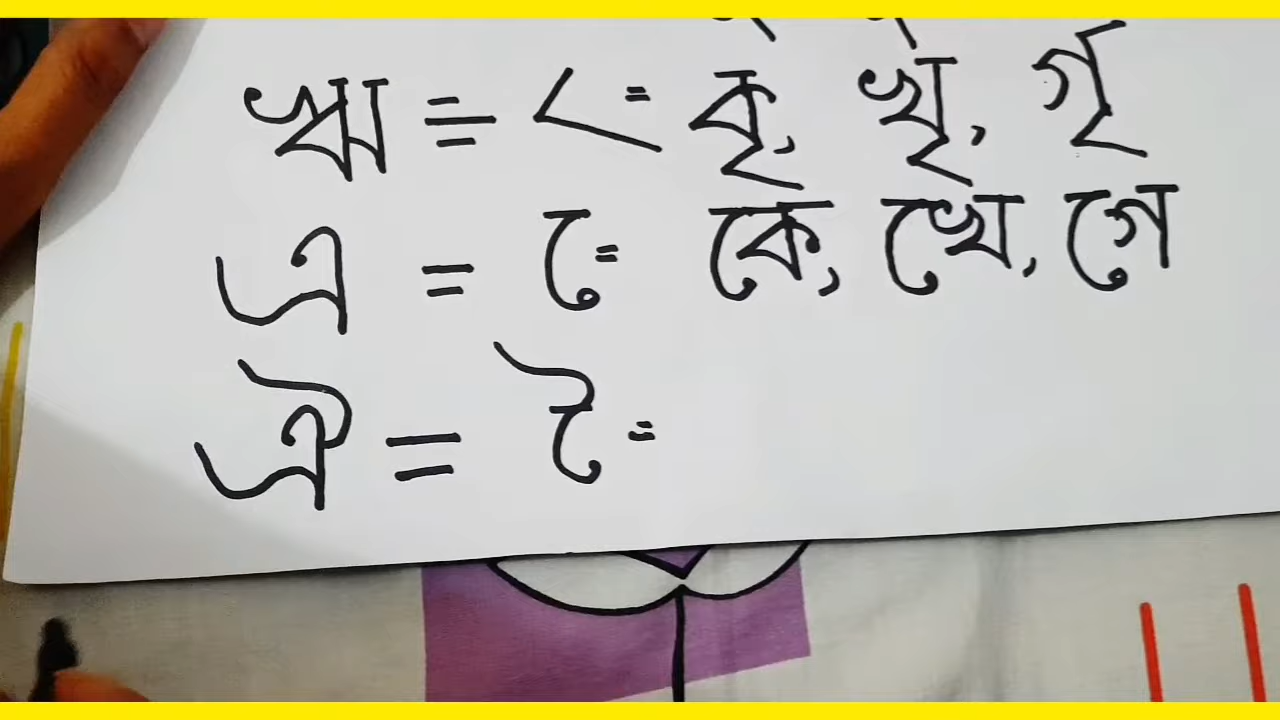 ঋ = ৃ = কৃ, খৃ, গৃ
এ = ে = কে, খে, গে
ঐ = ৈ =